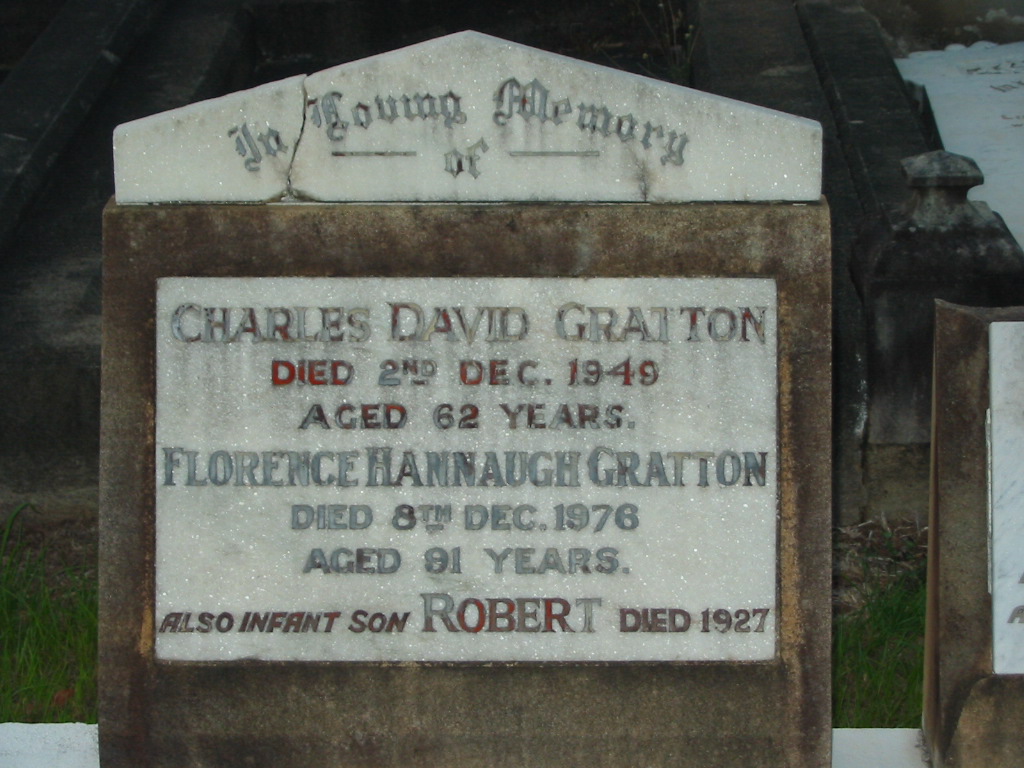 In Loving Memory
of
CHARLES DAVID GRATTON
DIED 2ND DEC. 1949
AGED 62 YEARS.
FLORENCE HANNAUGH GRATTON
DIED 8TH DEC. 1976
AGED 91 YEARS.
ALSO INFANT SON ROBERT DIED 1927